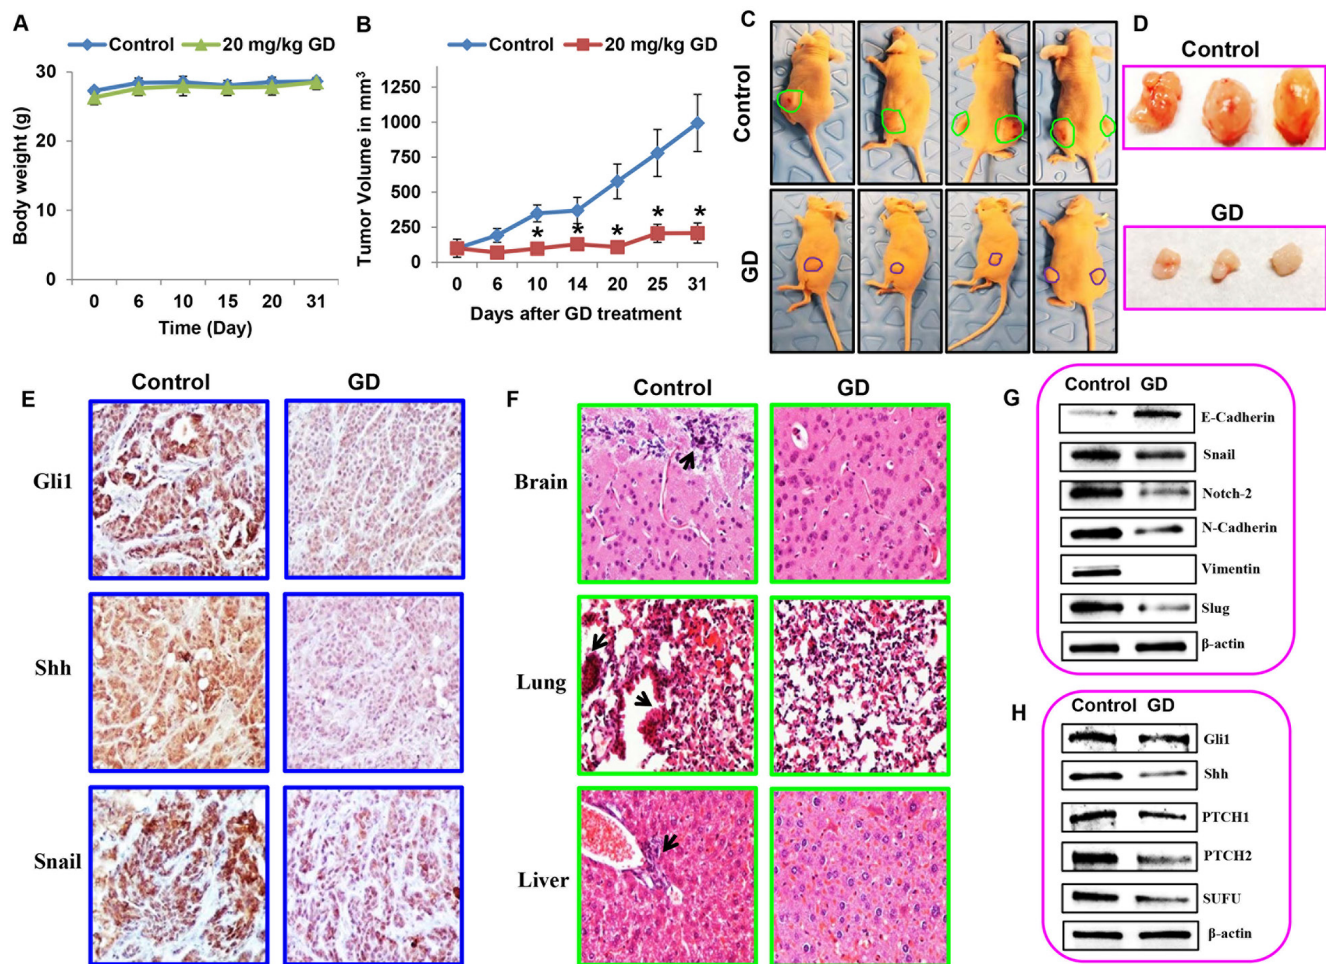 A
Control 20 mg/kg GD
Body weight (g)
30
20
10
0
0 6 10 15 20 31
Time (Day)
B
Control 20 mg/kg GD
Tumor Volume in mm³
1250
1000
750
500
250
0
* * * * *
0 6 10 14 20 25 31
Days after GD treatment
C
Control
GD
D
Control
GD
E
Control GD
Gli1
Shh
Snail
F
Control GD
Brain
Lung
Liver
G
Control GD
E-Cadherin
Snail
Notch-2
N-Cadherin
Vimentin
Slug
β-actin
H
Control GD
Gli1
Shh
PTCH1
PTCH2
SUFU
β-actin